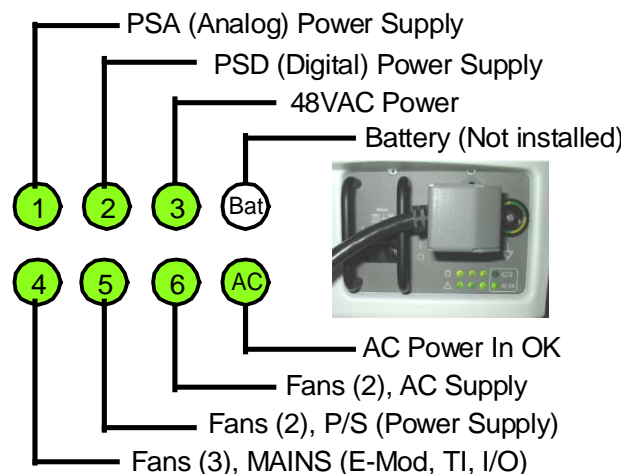 PSA (Analog) Power Supply
PSD (Digital) Power Supply
48VAC Power
Battery (Not installed)
1 2 3 Bat
4 5 6 AC
AC Power In OK
Fans (2), AC Supply
Fans (2), P/S (Power Supply)
Fans (3), MAINS (E-Mod, TI, I/O)